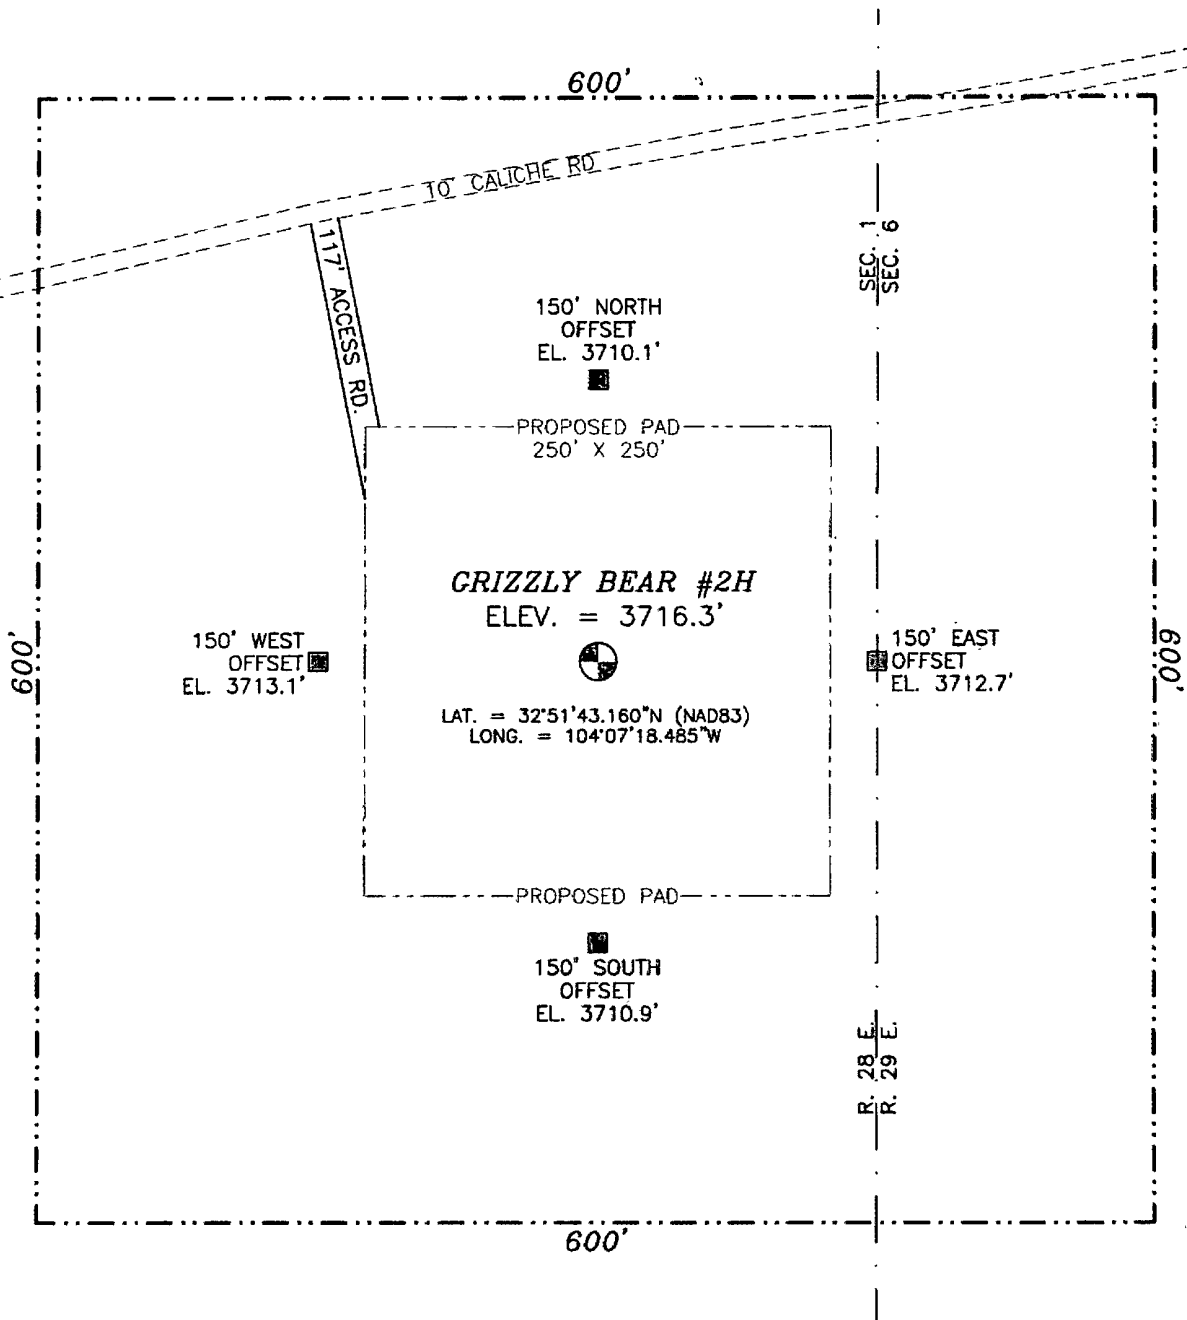 600'
TO CALICHE RD
117' ACCESS RD.
SEC. 1
SEC. 6
150' NORTH
OFFSET
EL. 3710.1'
PROPOSED PAD
250' X 250'
GRIZZLY BEAR #2H
ELEV. = 3716.3'
600'
150' WEST
OFFSET
EL. 3713.1'
150' EAST
OFFSET
EL. 3712.7'
600'
LAT. = 32°51'43.160"N (NAD83)
LONG. = 104°07'18.485"W
PROPOSED PAD
150' SOUTH
OFFSET
EL. 3710.9'
R. 28 E.
R. 29 E.
600'